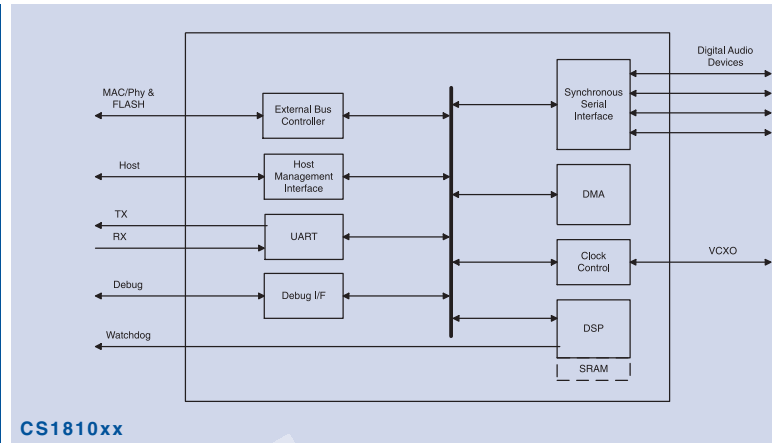 Digital Audio
Devices
MAC/Phy &
FLASH
External Bus
Controller
Synchronous
Serial
Interface
Host
Host
Management
Interface
DMA
TX
RX
UART
Clock
Control
VCXO
Debug
Debug I/F
DSP
Watchdog
SRAM
CS1810xx